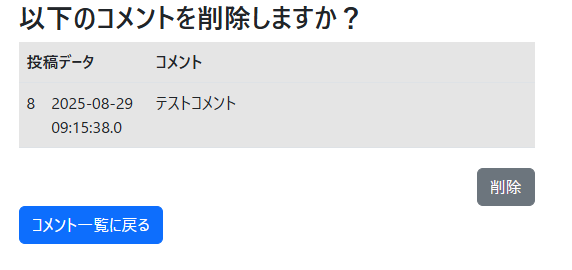 以下のコメントを削除しますか？
投稿データ コメント
8 2025-08-29 テストコメント
09:15:38.0
削除
コメント一覧に戻る